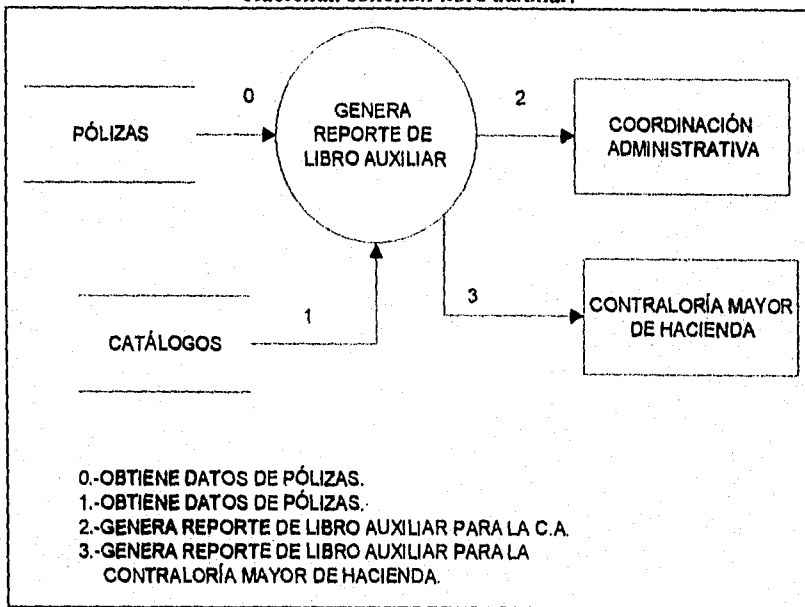 0
2
GENERA
REPORTE DE
LIBRO AUXILIAR
PÓLIZAS
COORDINACIÓN
ADMINISTRATIVA
1
3
CATÁLOGOS
CONTRALORÍA MAYOR
DE HACIENDA
0.-OBTIENE DATOS DE PÓLIZAS.
1.-OBTIENE DATOS DE PÓLIZAS.
2.-GENERA REPORTE DE LIBRO AUXILIAR PARA LA C.A.
3.-GENERA REPORTE DE LIBRO AUXILIAR PARA LA
CONTRALORÍA MAYOR DE HACIENDA.